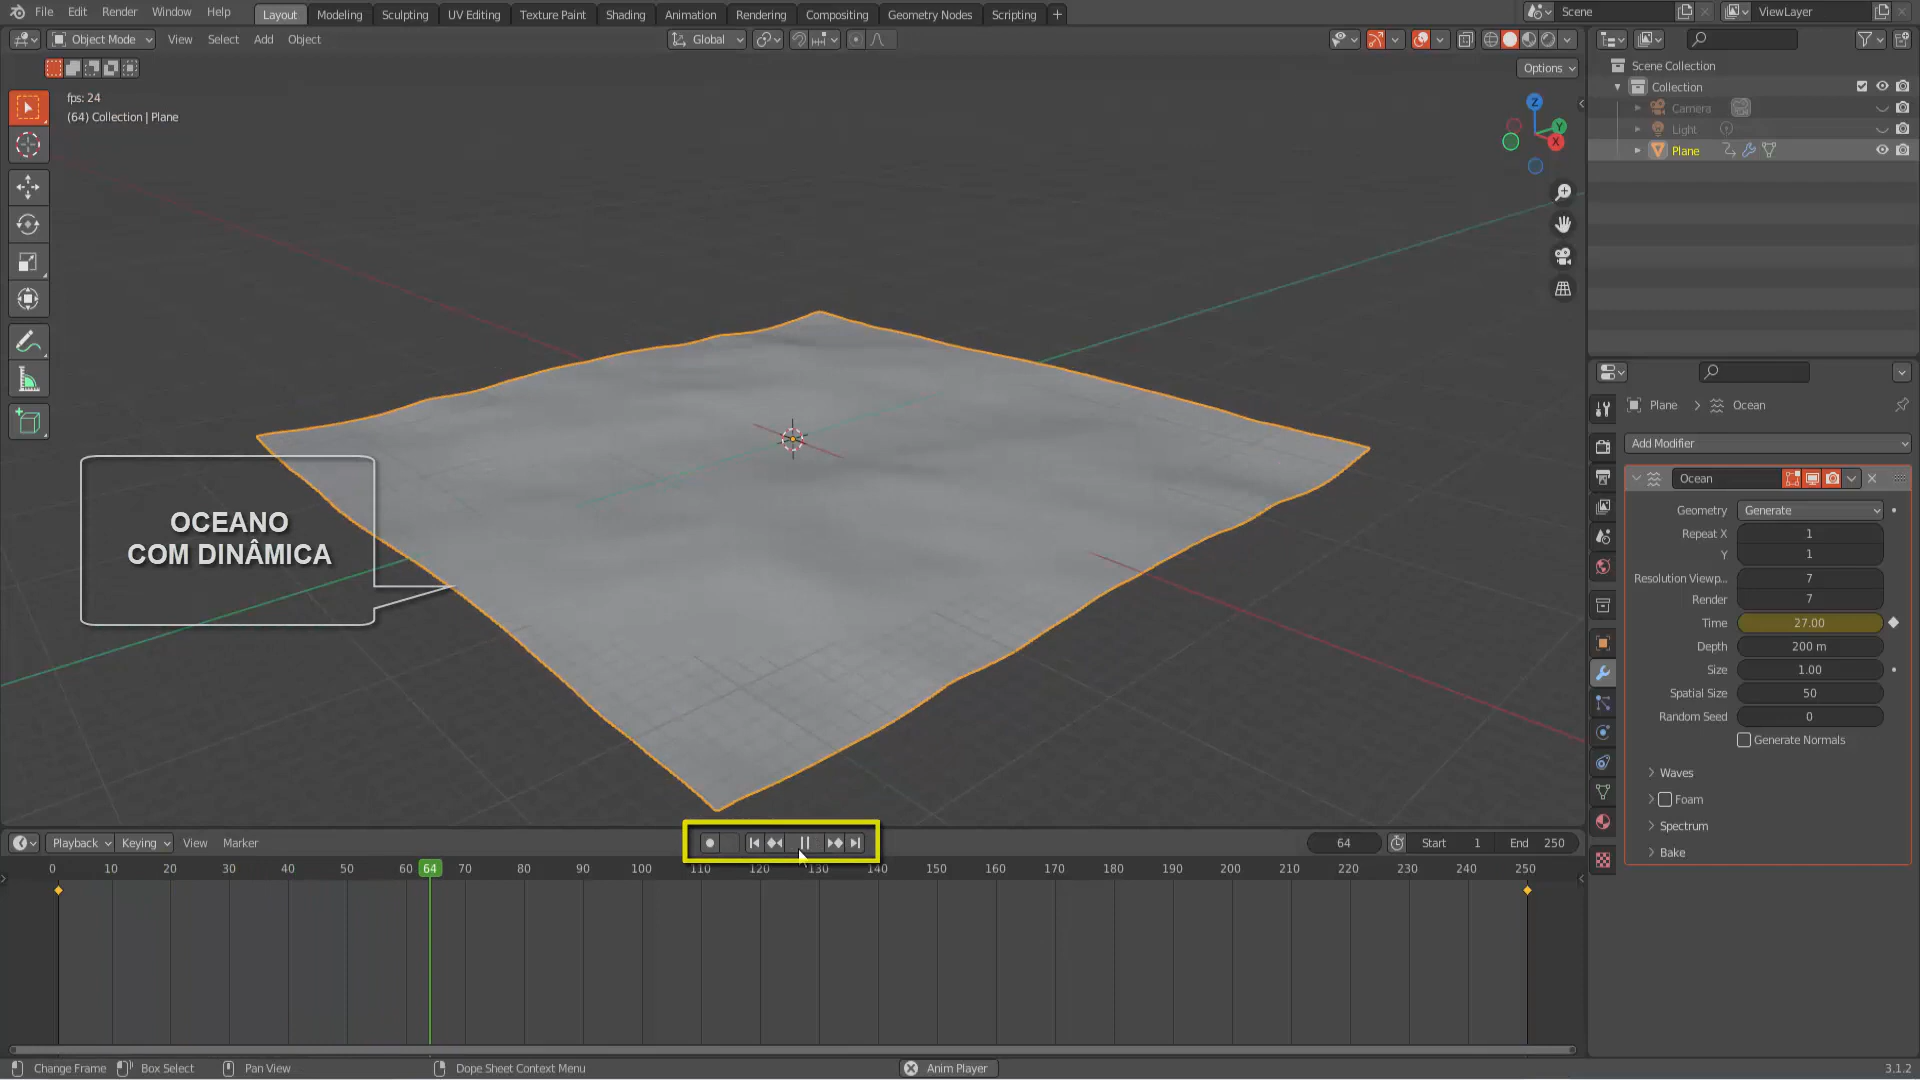 File Edit Render Window Help Layout Modeling Sculpting UV Editing Texture Paint Shading Animation Rendering Compositing Geometry Nodes Scripting + Scene ViewLayer
Object Mode View Select Add Object Global
Options
fps: 24
(64) Collection | Plane
Z
Y
X
Scene Collection
Collection
Camera
Light
Plane
Plane > Ocean
Add Modifier
Ocean
Geometry Generate
Repeat X 1
Y 1
Resolution Viewp... 7
Render 7
Time 27.00
Depth 200 m
Size 1.00
Spatial Size 50
Random Seed 0
Generate Normals
Waves
Foam
Spectrum
Bake
OCEANO
COM DINÂMICA
Playback Keying View Marker 64 Start 1 End 250
0 10 20 30 40 50 60 64 70 80 90 100 110 120 130 140 150 160 170 180 190 200 210 220 230 240 250
Change Frame Box Select Pan View Dope Sheet Context Menu Anim Player 3.1.2